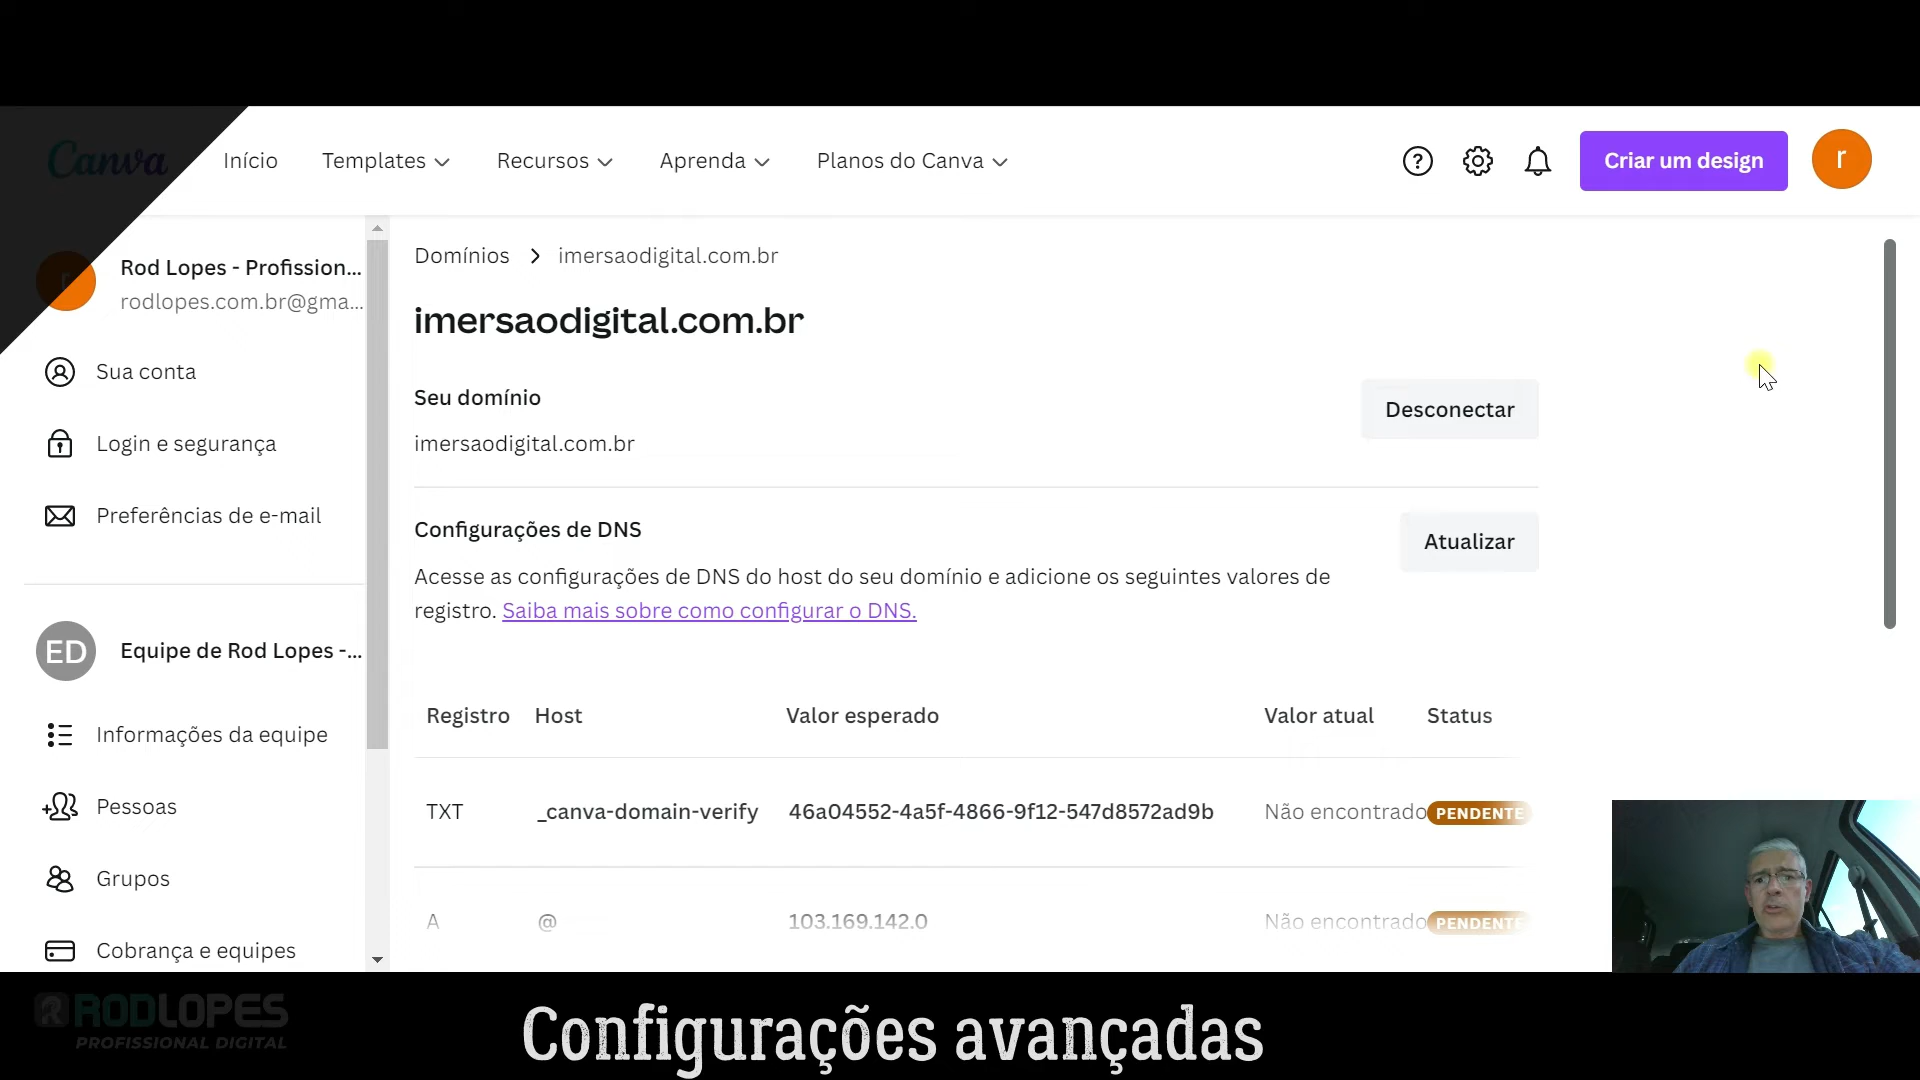 Canva
Início
Templates
Recursos
Aprenda
Planos do Canva
?
Criar um design
r
Rod Lopes - Profission...
rodlopes.com.br@gma...
Sua conta
Login e segurança
Preferências de e-mail
ED
Equipe de Rod Lopes -...
Informações da equipe
Pessoas
Grupos
Cobrança e equipes
Domínios > imersaodigital.com.br
imersaodigital.com.br
Seu domínio
imersaodigital.com.br
Desconectar
Configurações de DNS
Atualizar
Acesse as configurações de DNS do host do seu domínio e adicione os seguintes valores de
registro. Saiba mais sobre como configurar o DNS.
Registro Host Valor esperado Valor atual Status
TXT _canva-domain-verify 46a04552-4a5f-4866-9f12-547d8572ad9b Não encontrado PENDENTE
A @ 103.169.142.0 Não encontrado PENDENTE
RODLOPES
PROFISSIONAL DIGITAL
Configurações avançadas